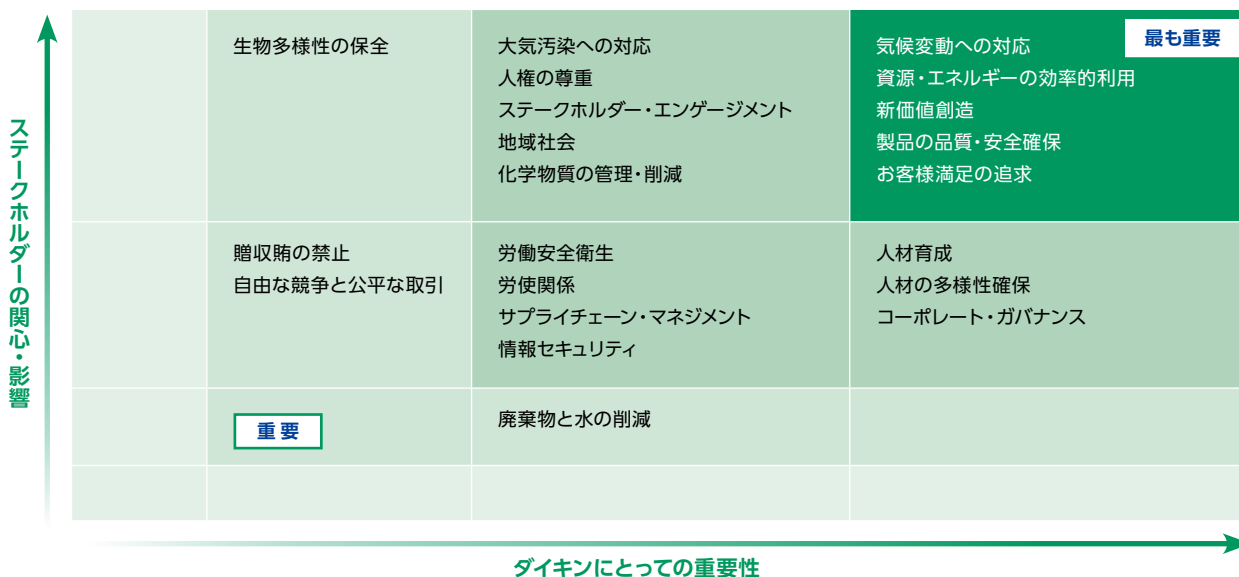 ステークホルダーの関心・影響
生物多様性の保全
大気汚染への対応
人権の尊重
ステークホルダー・エンゲージメント
地域社会
化学物質の管理・削減
最も重要
気候変動への対応
資源・エネルギーの効率的利用
新価値創造
製品の品質・安全確保
お客様満足の追求
贈収賄の禁止
自由な競争と公平な取引
労働安全衛生
労使関係
サプライチェーン・マネジメント
情報セキュリティ
人材育成
人材の多様性確保
コーポレート・ガバナンス
重要
廃棄物と水の削減
ダイキンにとっての重要性